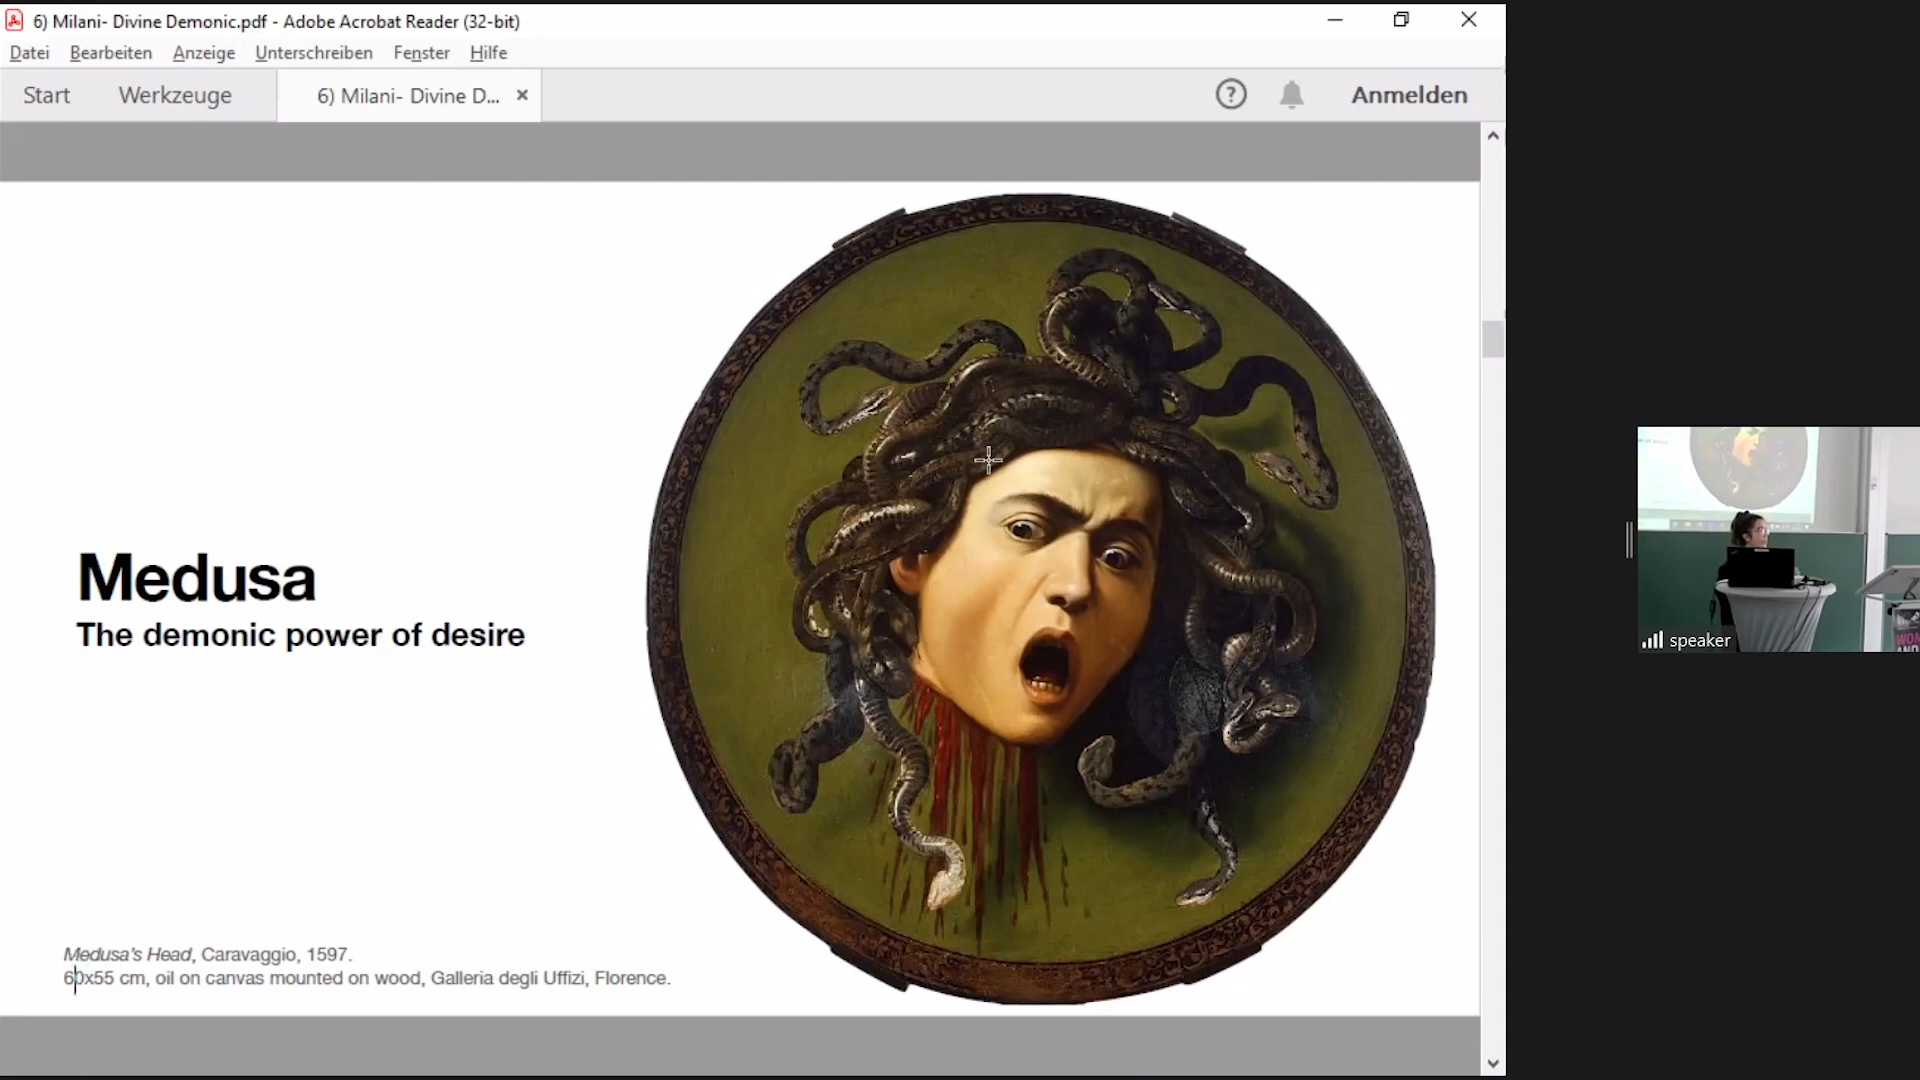 6) Milani- Divine Demonic.pdf - Adobe Acrobat Reader (32-bit)
Datei Bearbeiten Anzeige Unterschreiben Fenster Hilfe
Start Werkzeuge 6) Milani- Divine D... Anmelden
Medusa
The demonic power of desire
Medusa's Head, Caravaggio, 1597.
60x55 cm, oil on canvas mounted on wood, Galleria degli Uffizi, Florence.
speaker